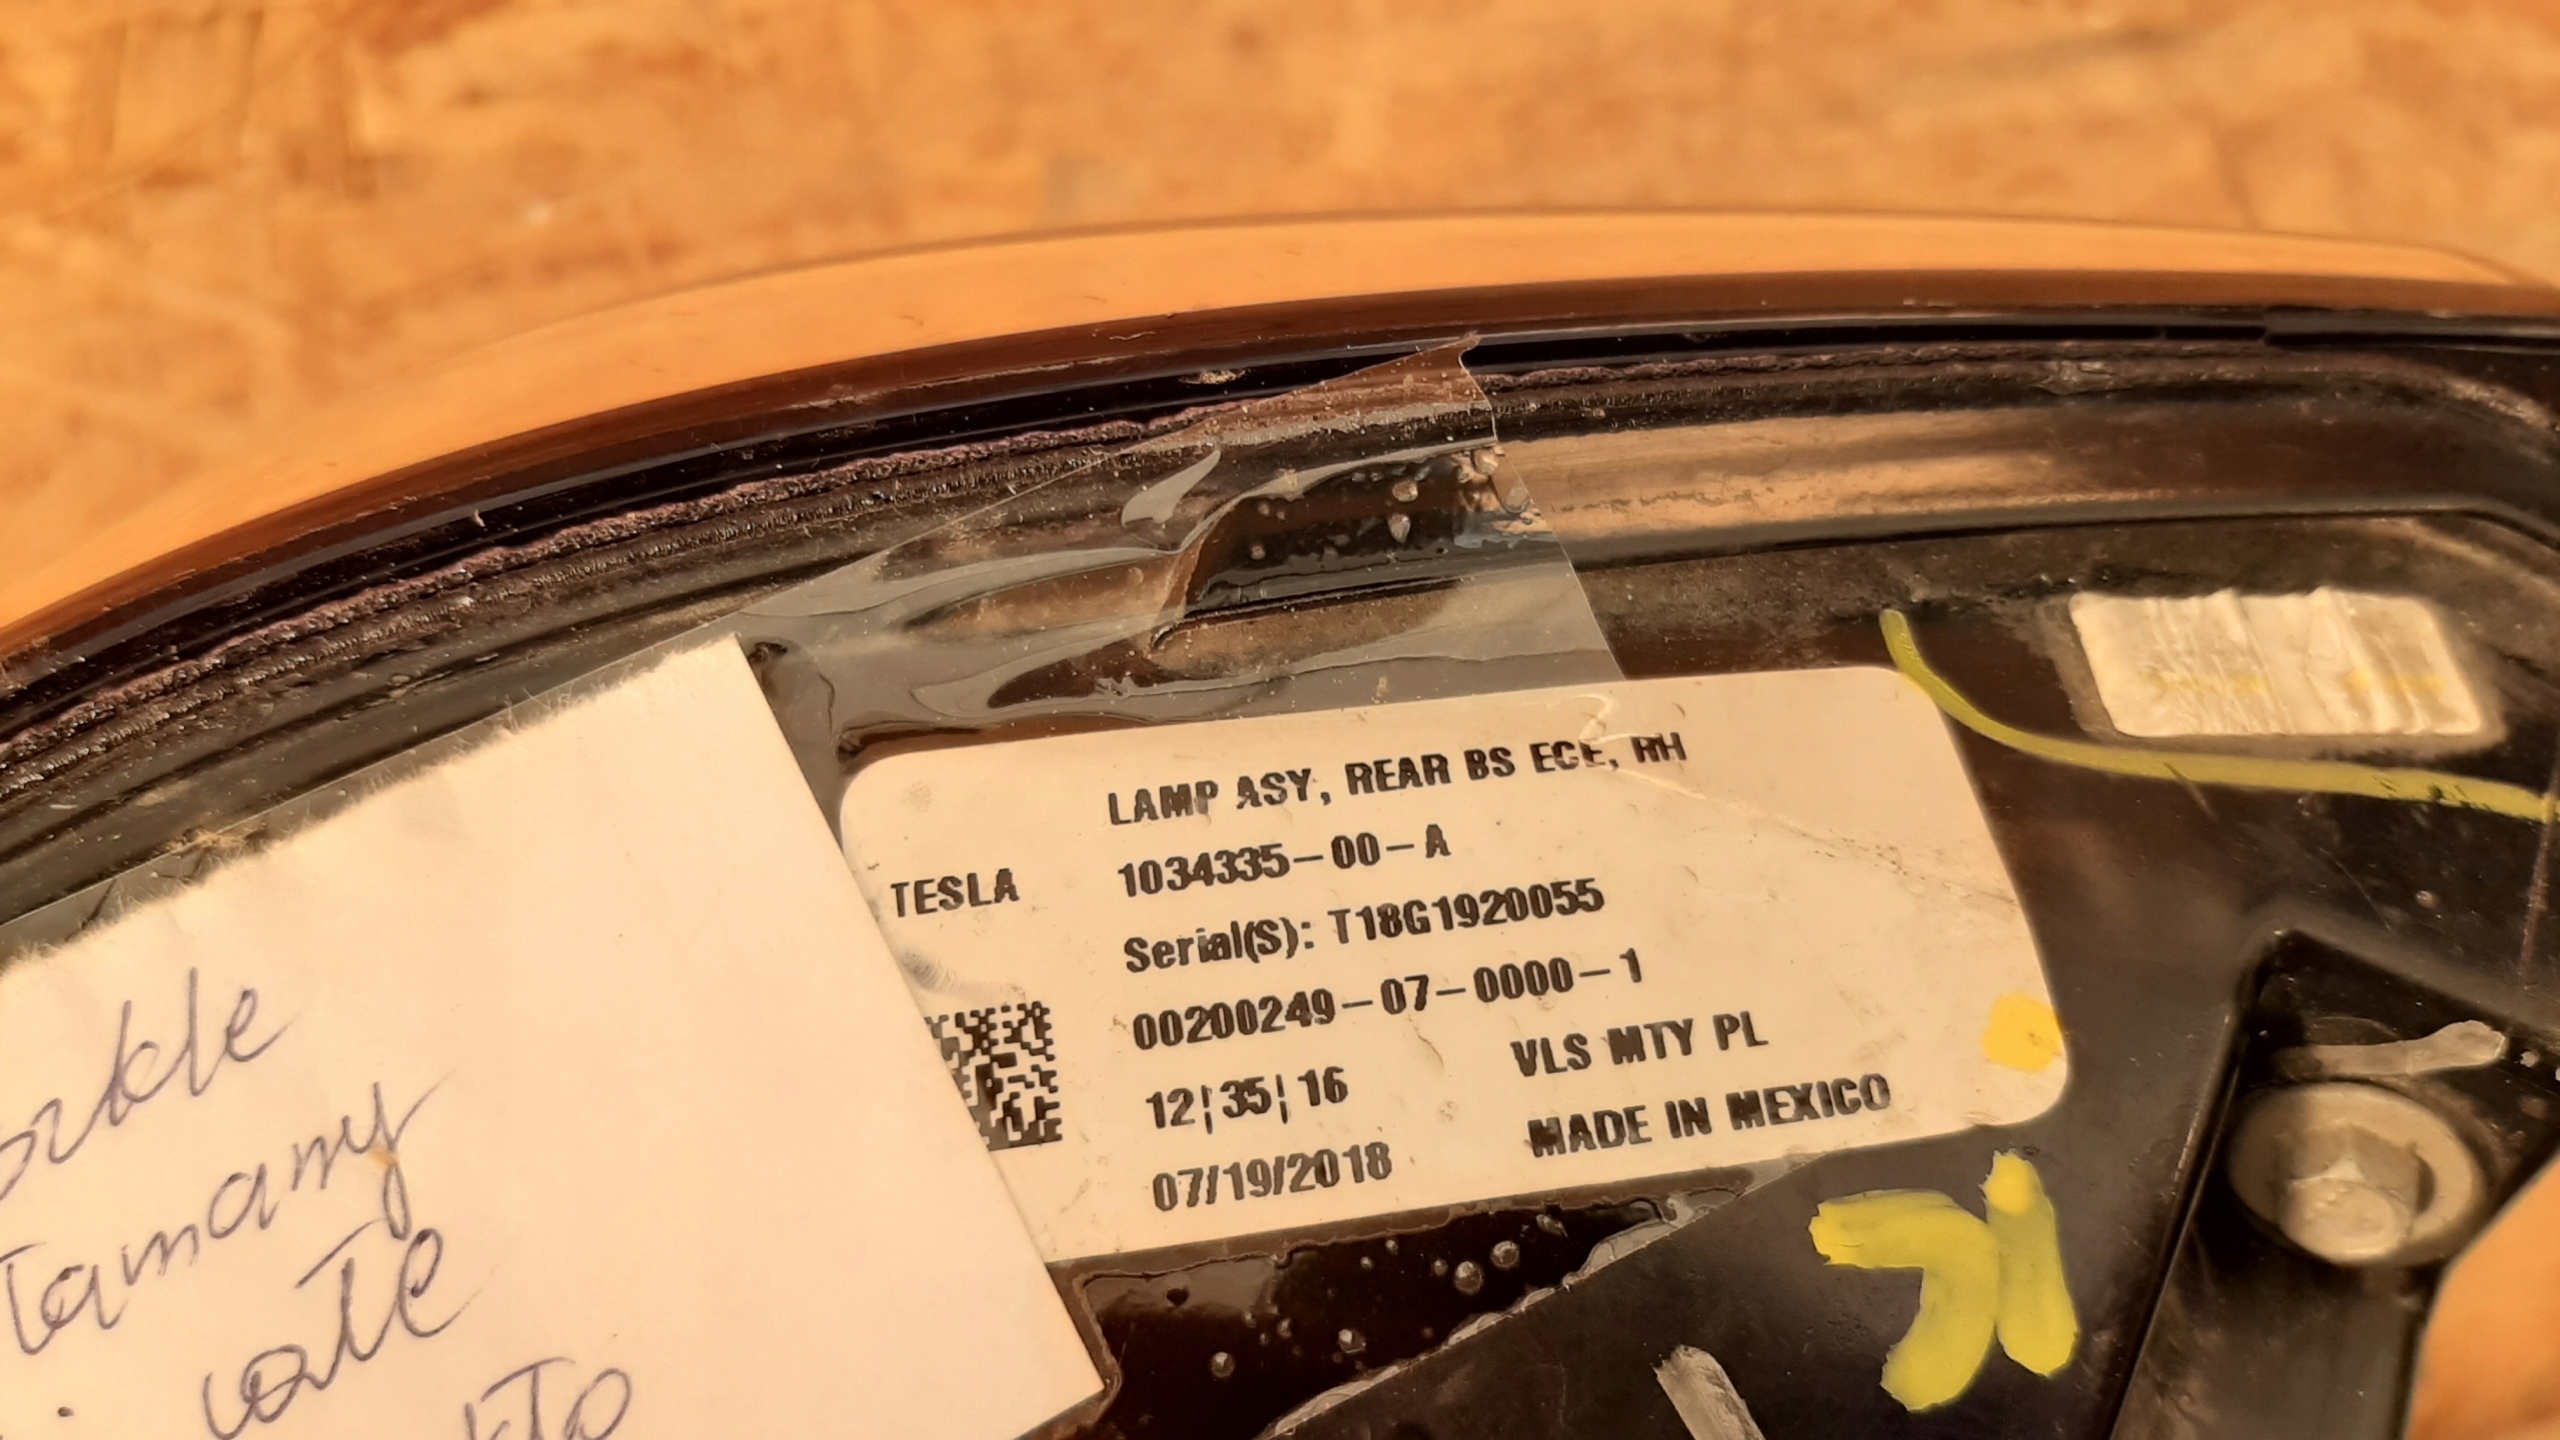 LAMP ASY, REAR BS ECE, RH
1034335-00-A
TESLA
Serial(S): T18G1920055
00200249-07-0000-1
12¦35¦16
VLS MTY PL
07/19/2018
MADE IN MEXICO